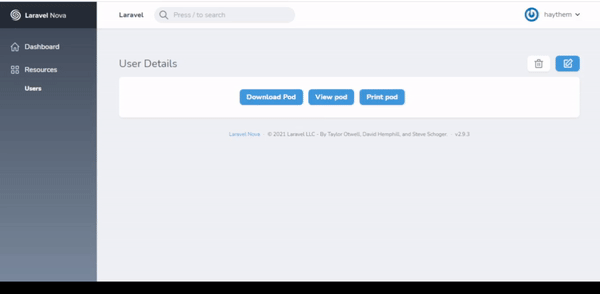 Laravel Nova
Laravel
Press / to search
haythem
Dashboard
Resources
Users
User Details
Download Pod
View pod
Print pod
Laravel Nova · © 2021 Laravel LLC - By Taylor Otwell, David Hemphill, and Steve Schoger. · v2.9.3